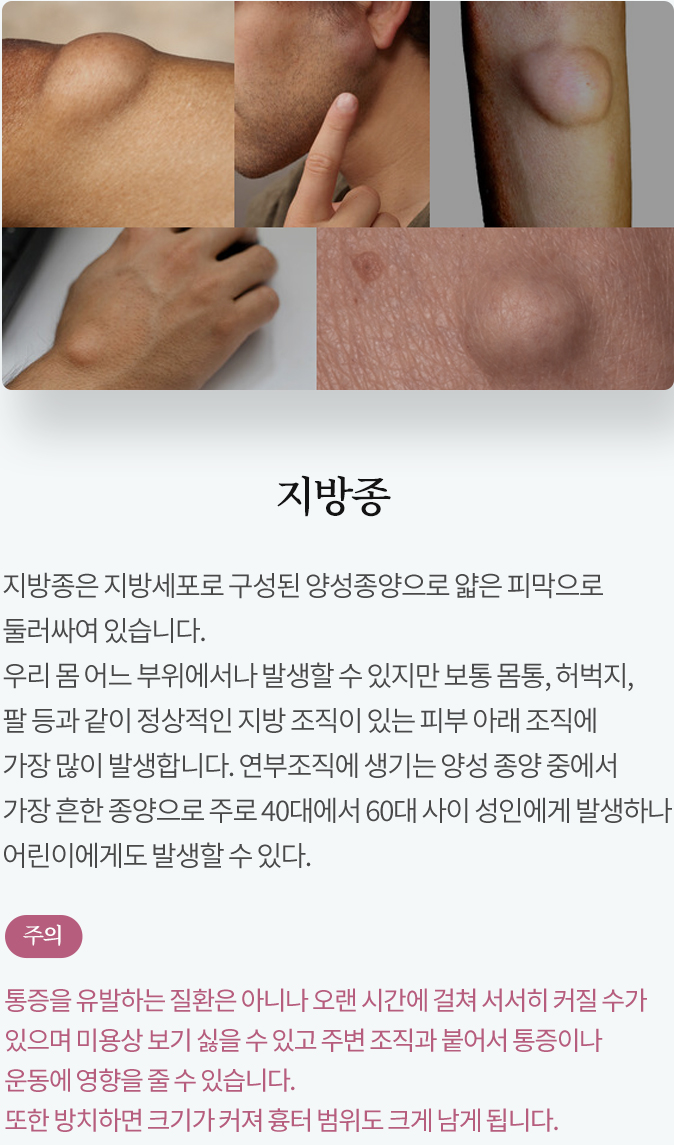 지방종
지방종은 지방세포로 구성된 양성종양으로 얇은 피막으로
둘러싸여 있습니다.
우리 몸 어느 부위에서나 발생할 수 있지만 보통 몸통, 허벅지,
팔 등과 같이 정상적인 지방 조직이 있는 피부 아래 조직에
가장 많이 발생합니다. 연부조직에 생기는 양성 종양 중에서
가장 흔한 종양으로 주로 40대에서 60대 사이 성인에게 발생하나
어린이에게도 발생할 수 있다.
주의
통증을 유발하는 질환은 아니나 오랜 시간에 걸쳐 서서히 커질 수가
있으며 미용상 보기 싫을 수 있고 주변 조직과 붙어서 통증이나
운동에 영향을 줄 수 있습니다.
또한 방치하면 크기가 커져 흉터 범위도 크게 남게 됩니다.